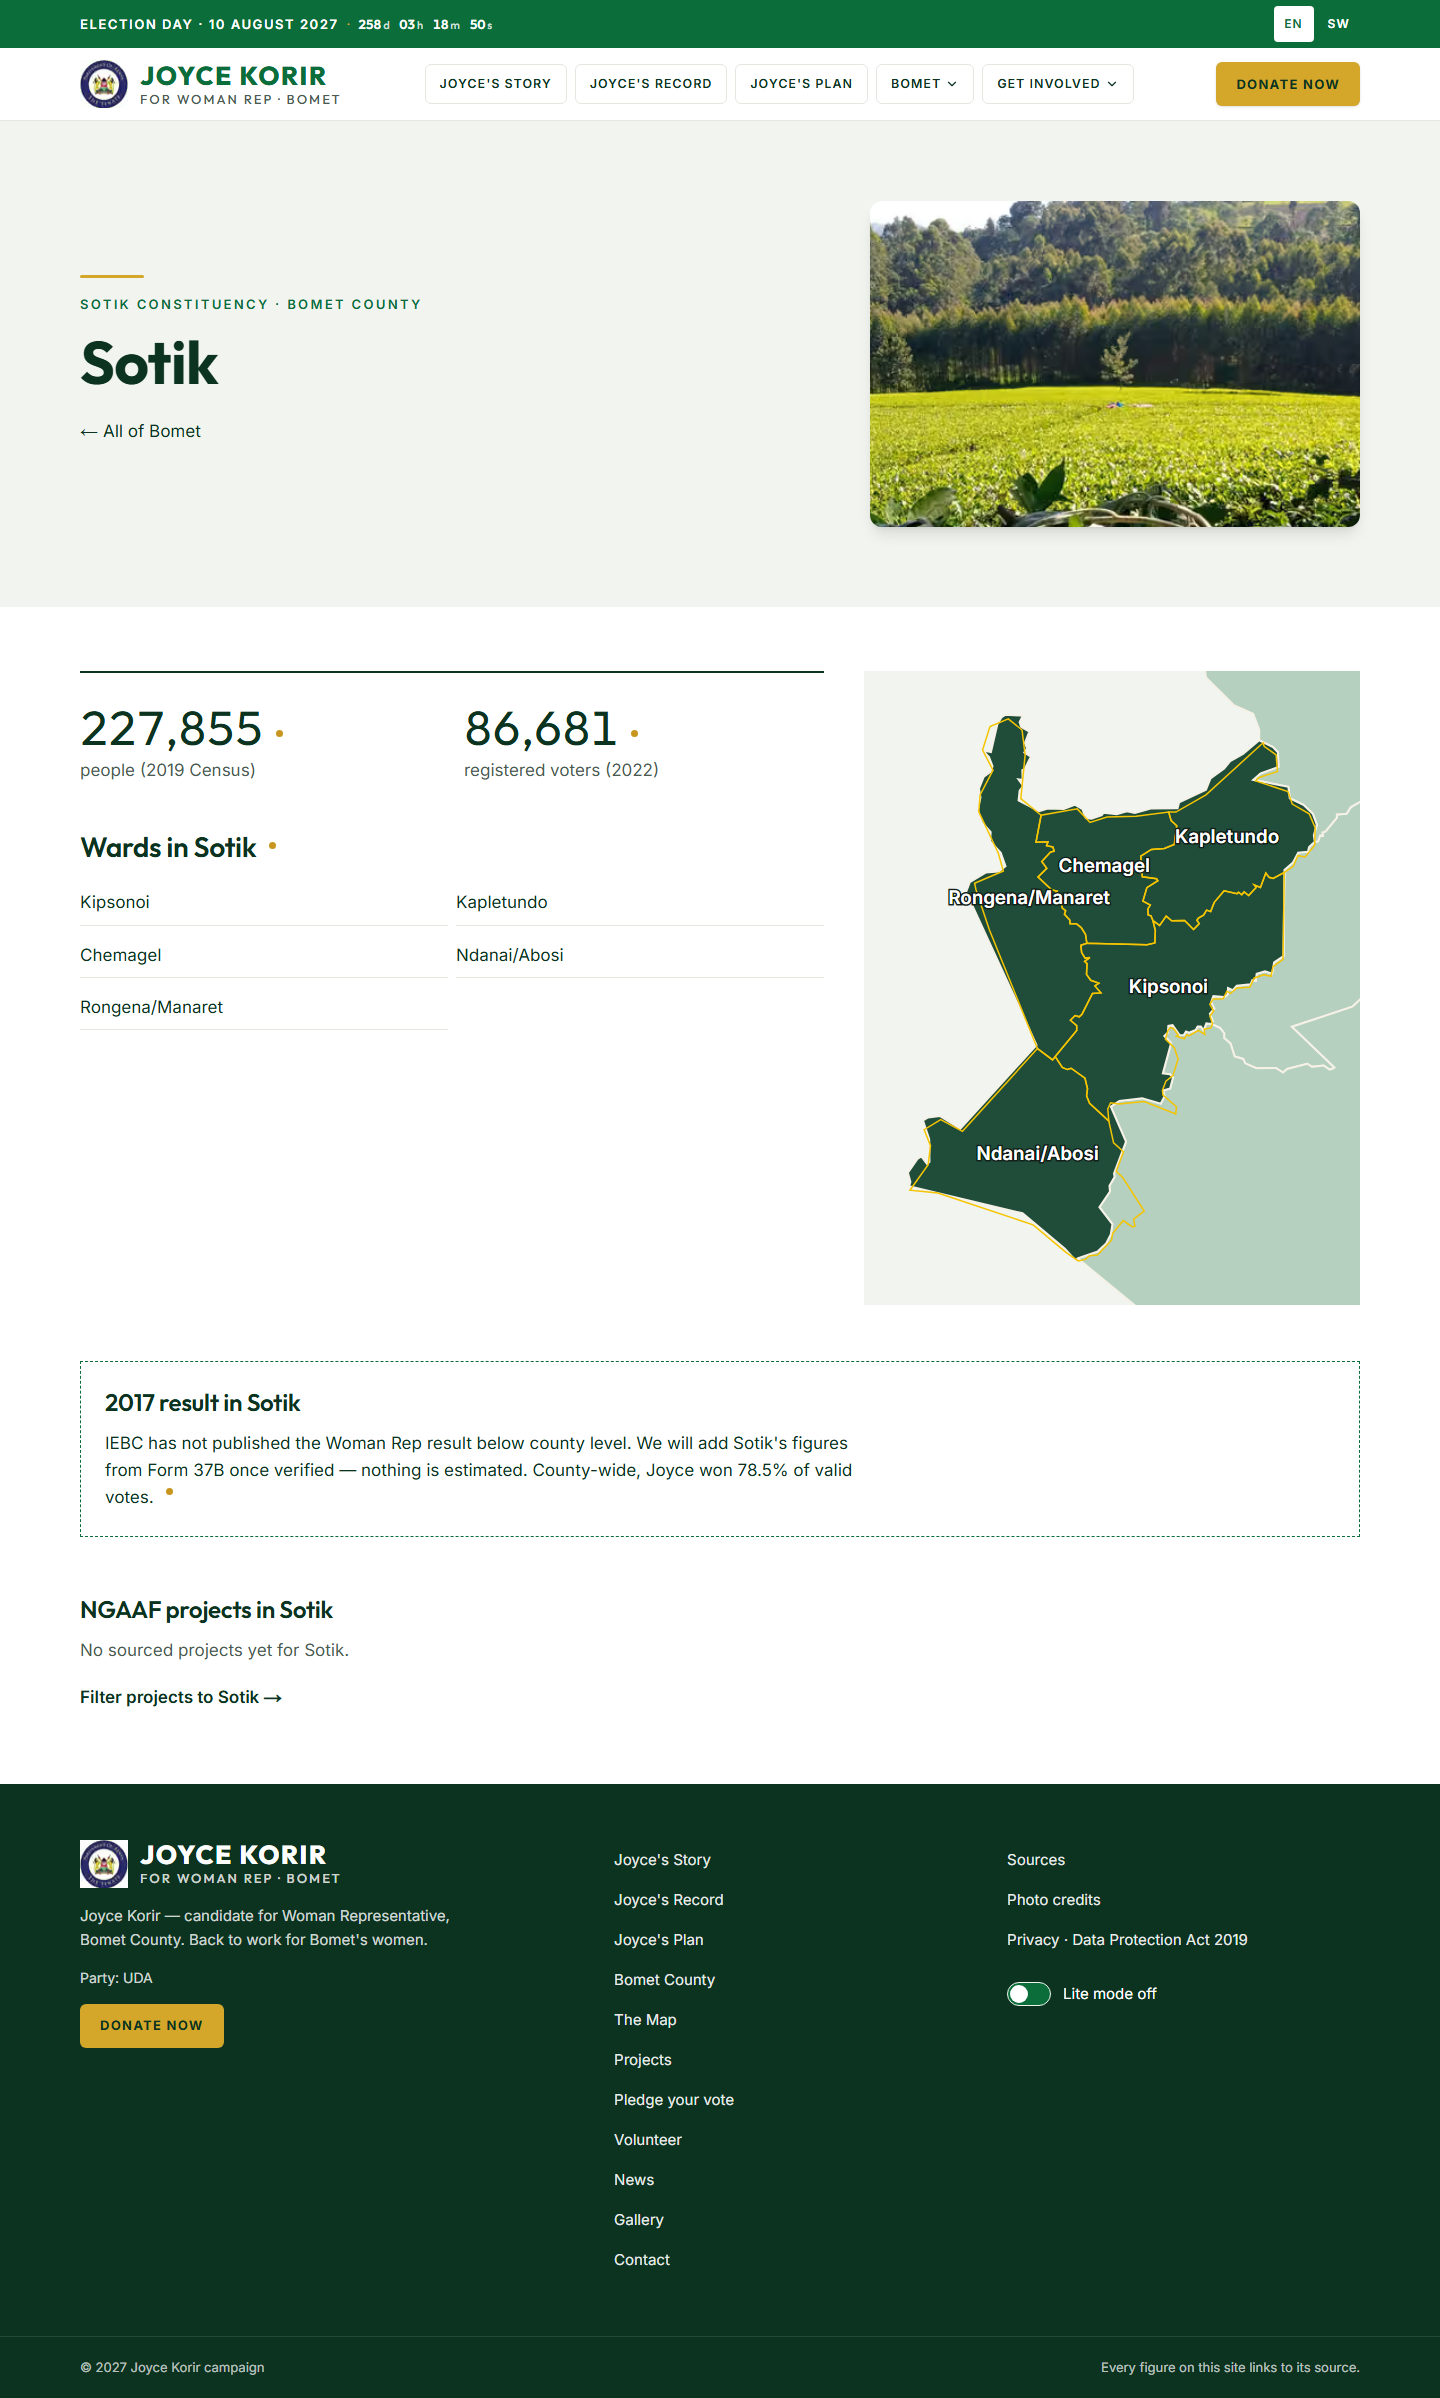 ELECTION DAY · 10 AUGUST 2027 · 258d 03h 18m 50s
EN SW
JOYCE KORIR
FOR WOMAN REP · BOMET
JOYCE'S STORY
JOYCE'S RECORD
JOYCE'S PLAN
BOMET
GET INVOLVED
DONATE NOW
SOTIK CONSTITUENCY · BOMET COUNTY
Sotik
← All of Bomet
227,855
people (2019 Census)
86,681
registered voters (2022)
Wards in Sotik
Kipsonoi
Kapletundo
Chemagel
Ndanai/Abosi
Rongena/Manaret
Kapletundo
Chemagel
Rongena/Manaret
Kipsonoi
Ndanai/Abosi
2017 result in Sotik
IEBC has not published the Woman Rep result below county level. We will add Sotik's figures
from Form 37B once verified — nothing is estimated. County-wide, Joyce won 78.5% of valid
votes.
NGAAF projects in Sotik
No sourced projects yet for Sotik.
Filter projects to Sotik →
JOYCE KORIR
FOR WOMAN REP · BOMET
Joyce Korir — candidate for Woman Representative,
Bomet County. Back to work for Bomet's women.
Party: UDA
DONATE NOW
Joyce's Story
Joyce's Record
Joyce's Plan
Bomet County
The Map
Projects
Pledge your vote
Volunteer
News
Gallery
Contact
Sources
Photo credits
Privacy · Data Protection Act 2019
Lite mode off
© 2027 Joyce Korir campaign
Every figure on this site links to its source.